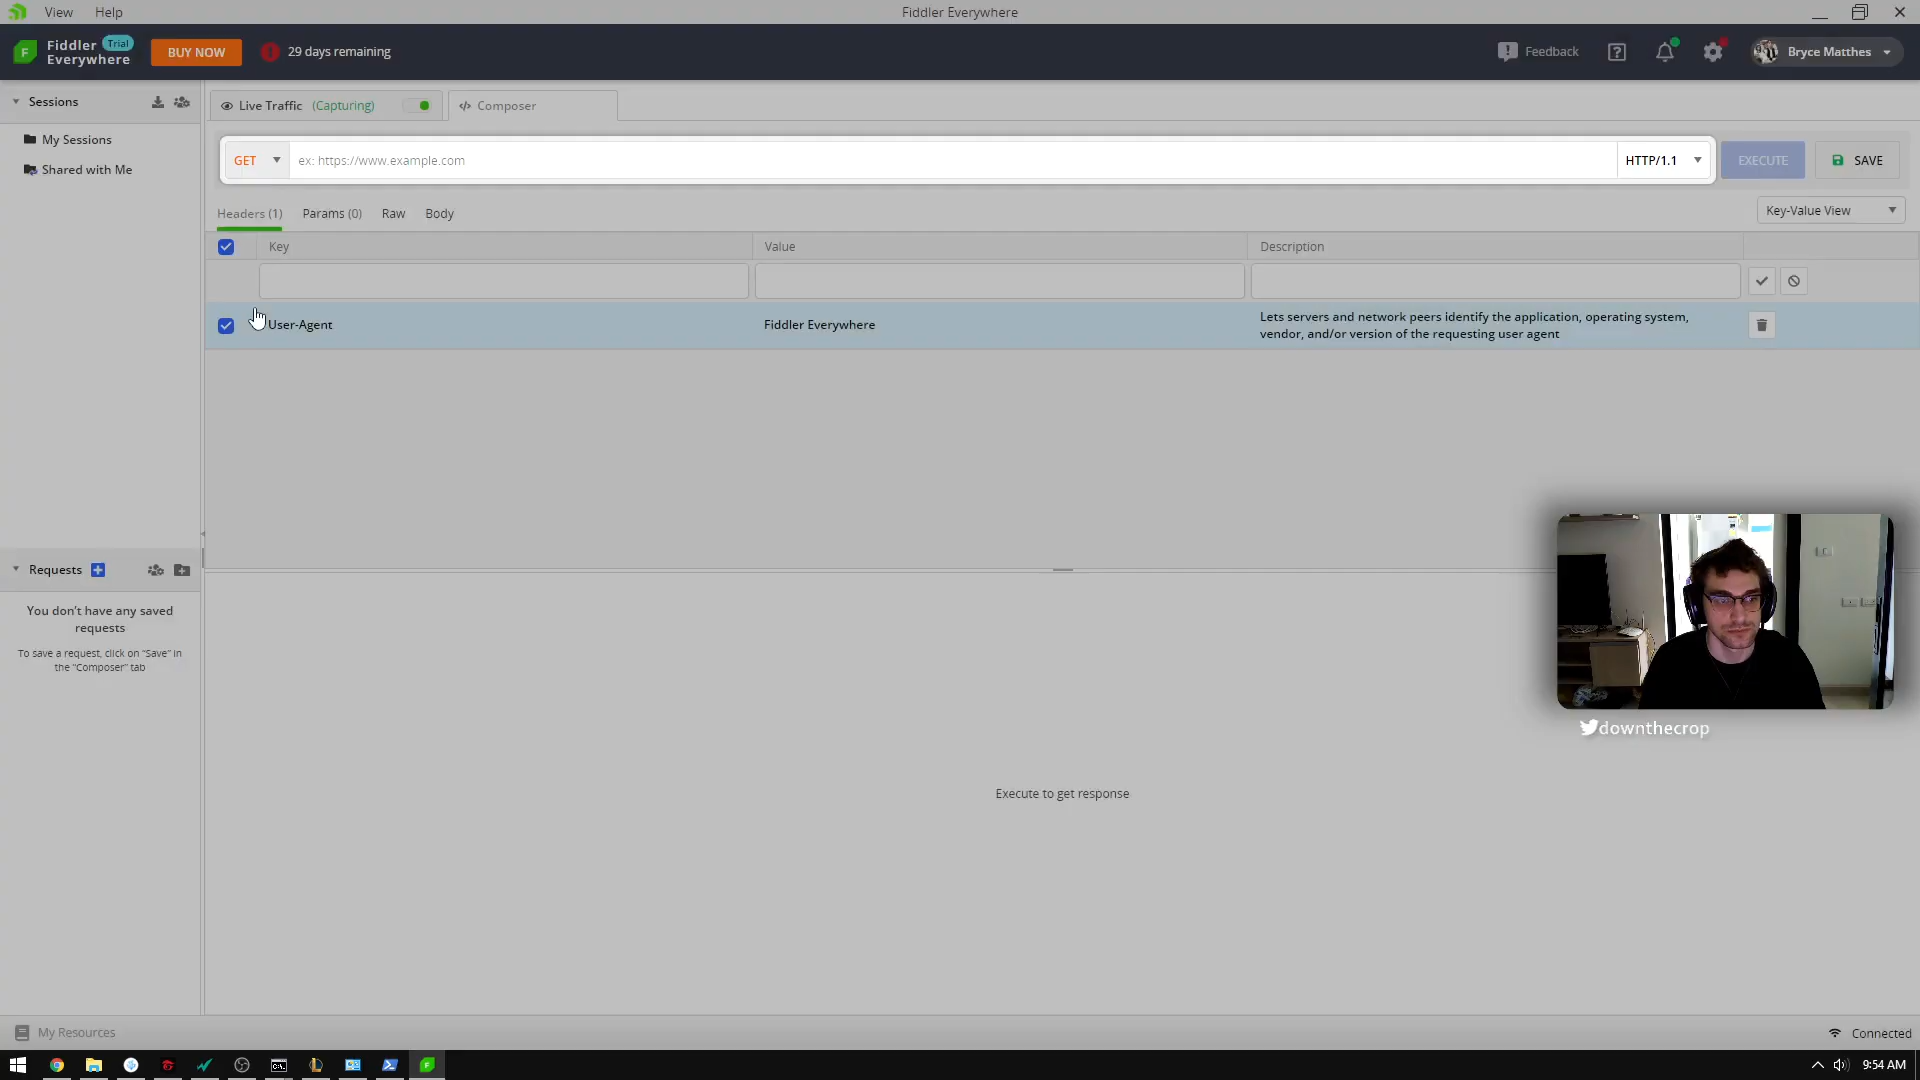 View Help Fiddler Everywhere
Fiddler Everywhere Trial BUY NOW 29 days remaining Feedback Bryce Matthes
Sessions
My Sessions
Shared with Me
Live Traffic (Capturing) Composer
GET ex: https://www.example.com HTTP/1.1 EXECUTE SAVE
Headers (1) Params (0) Raw Body Key-Value View
Key Value Description
User-Agent Fiddler Everywhere Lets servers and network peers identify the application, operating system,
vendor, and/or version of the requesting user agent
Requests
You don't have any saved
requests
To save a request, click on "Save" in
the "Composer" tab
Execute to get response
downthecrop
My Resources Connected
9:54 AM